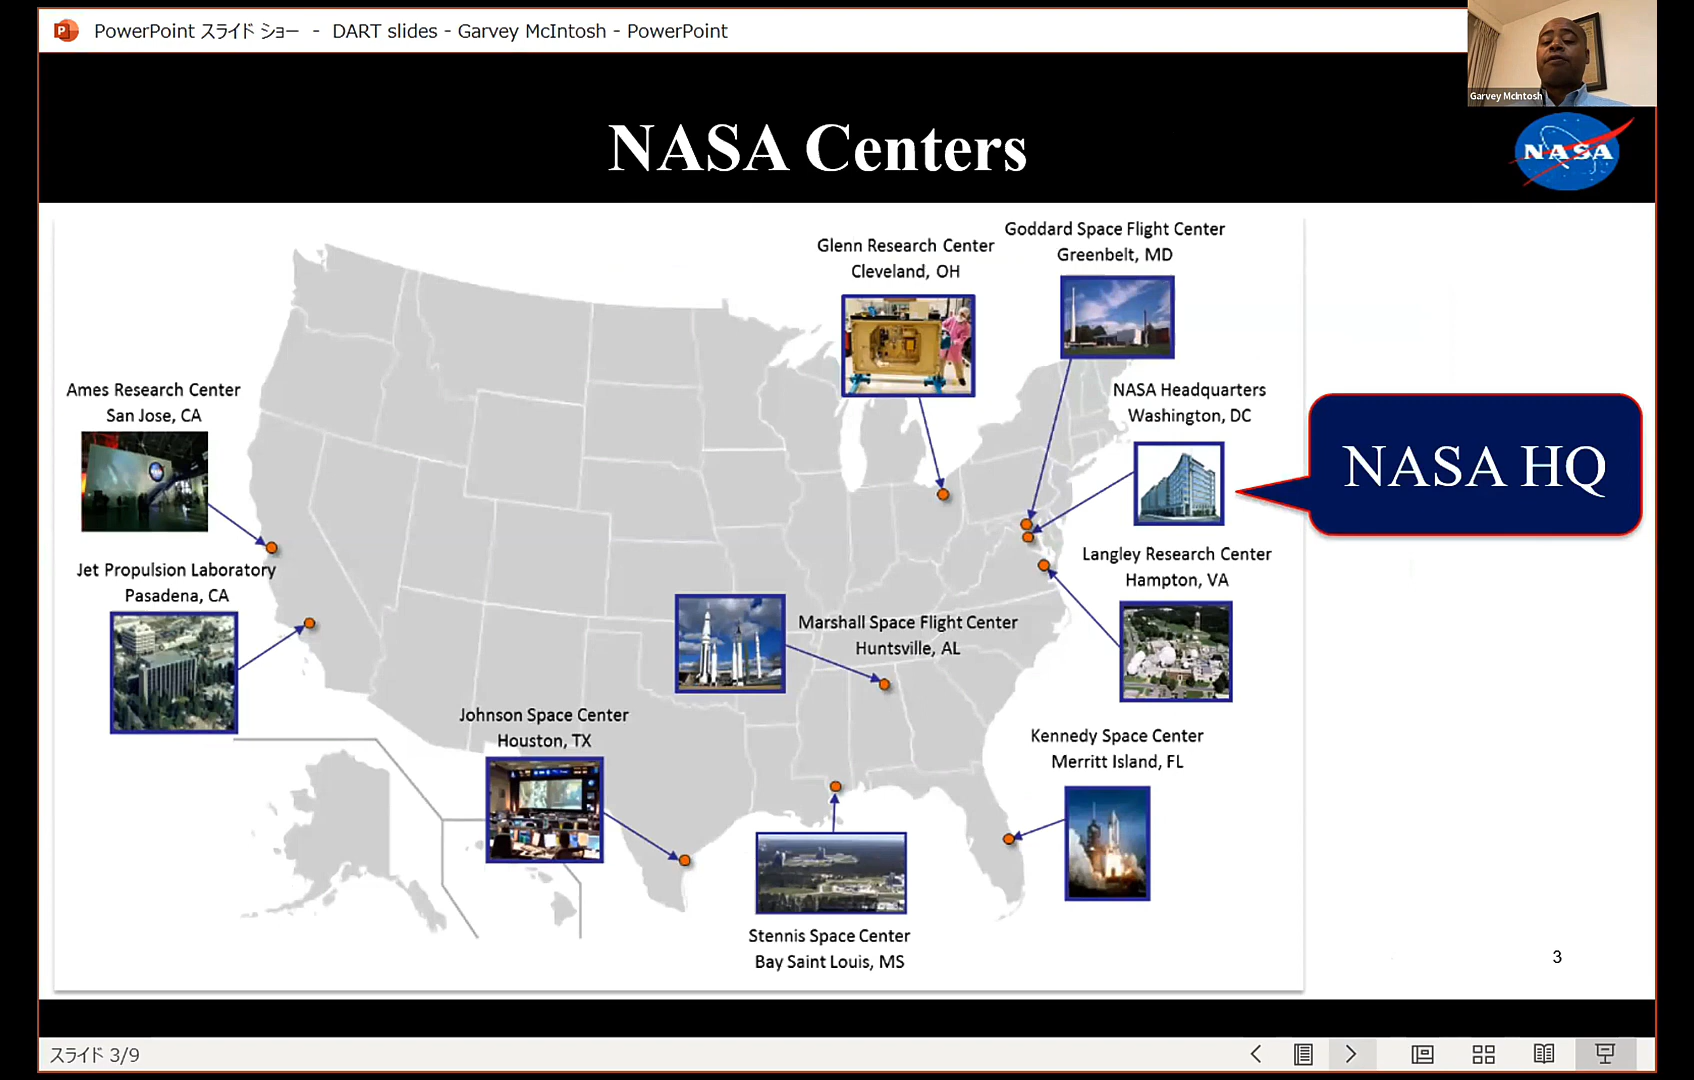 PowerPoint スライド ショー - DART slides - Garvey McIntosh - PowerPoint
Garvey McIntosh
NASA Centers
NASA
Goddard Space Flight Center
Greenbelt, MD
Glenn Research Center
Cleveland, OH
Ames Research Center
San Jose, CA
NASA Headquarters
Washington, DC
NASA HQ
Jet Propulsion Laboratory
Pasadena, CA
Langley Research Center
Hampton, VA
Marshall Space Flight Center
Huntsville, AL
Johnson Space Center
Houston, TX
Kennedy Space Center
Merritt Island, FL
Stennis Space Center
Bay Saint Louis, MS
3
スライド 3/9